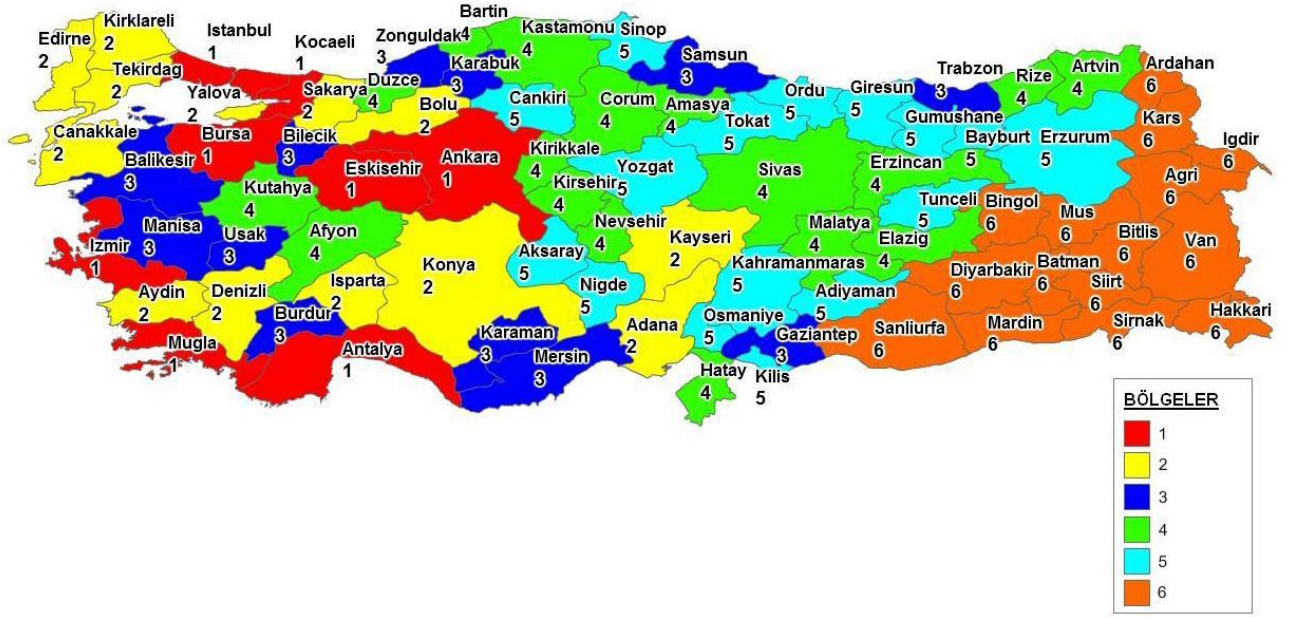 Bartin
4
Kirklareli
2
Istanbul
1
Kocaeli
1
Zonguldak
3
Kastamonu
4
Sinop
5
Samsun
3
Edirne
2
Tekirdag
2
Yalova
2
Sakarya
2
Duzce
4
Karabuk
3
Bolu
2
Cankiri
5
Corum
4
Amasya
4
Tokat
5
Ordu
5
Giresun
5
Trabzon
3
Rize
4
Artvin
4
Ardahan
6
Gumushane
5
Bayburt
5
Erzurum
5
Kars
6
Igdir
6
Canakkale
2
Balikesir
3
Bursa
1
Bilecik
3
Eskisehir
1
Ankara
1
Kirikkale
4
Yozgat
5
Sivas
4
Erzincan
4
Agri
6
Kutahya
4
Kirsehir
4
Tunceli
5
Bingol
6
Mus
6
Bitlis
6
Van
6
Manisa
3
Usak
3
Afyon
4
Nevsehir
4
Kayseri
2
Malatya
4
Elazig
4
Izmir
1
Konya
2
Aksaray
5
Kahramanmaras
5
Diyarbakir
6
Batman
6
Siirt
6
Aydin
2
Denizli
2
Isparta
2
Nigde
5
Adiyaman
5
Hakkari
6
Burdur
3
Karaman
3
Adana
2
Osmaniye
5
Gaziantep
3
Sanliurfa
6
Mardin
6
Sirnak
6
Mugla
1
Antalya
1
Mersin
3
Hatay
4
Kilis
5
BÖLGELER
1
2
3
4
5
6